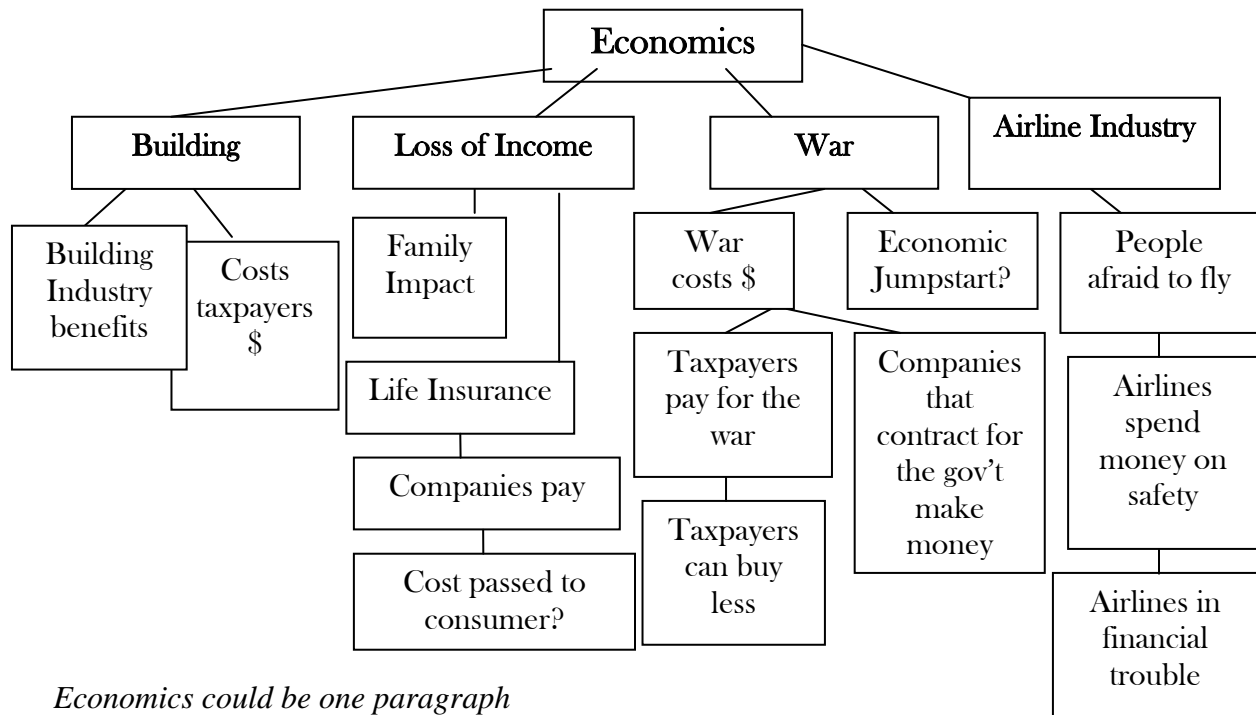 Economics
Building
Loss of Income
War
Airline Industry
Building
Industry
benefits
Costs
taxpayers
$
Family
Impact
Life Insurance
Companies pay
Cost passed to
consumer?
War
costs $
Economic
Jumpstart?
Taxpayers
pay for the
war
Taxpayers
can buy
less
Companies
that
contract for
the gov’t
make
money
People
afraid to fly
Airlines
spend
money on
safety
Airlines in
financial
trouble
Economics could be one paragraph